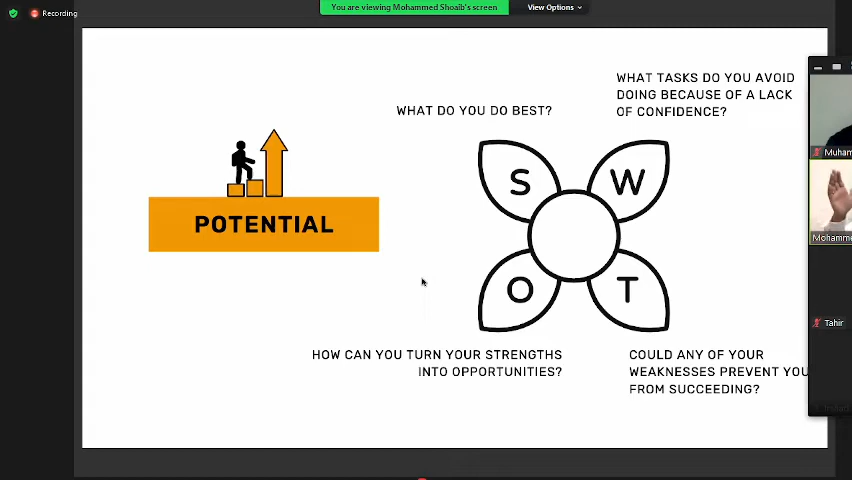 Recording
You are viewing Mohammed Shoaib's screen
View Options
WHAT DO YOU DO BEST?
WHAT TASKS DO YOU AVOID
DOING BECAUSE OF A LACK
OF CONFIDENCE?
POTENTIAL
S
W
O
T
HOW CAN YOU TURN YOUR STRENGTHS
INTO OPPORTUNITIES?
COULD ANY OF YOUR
WEAKNESSES PREVENT YOU
FROM SUCCEEDING?
Muham
Mohamme
Tahir